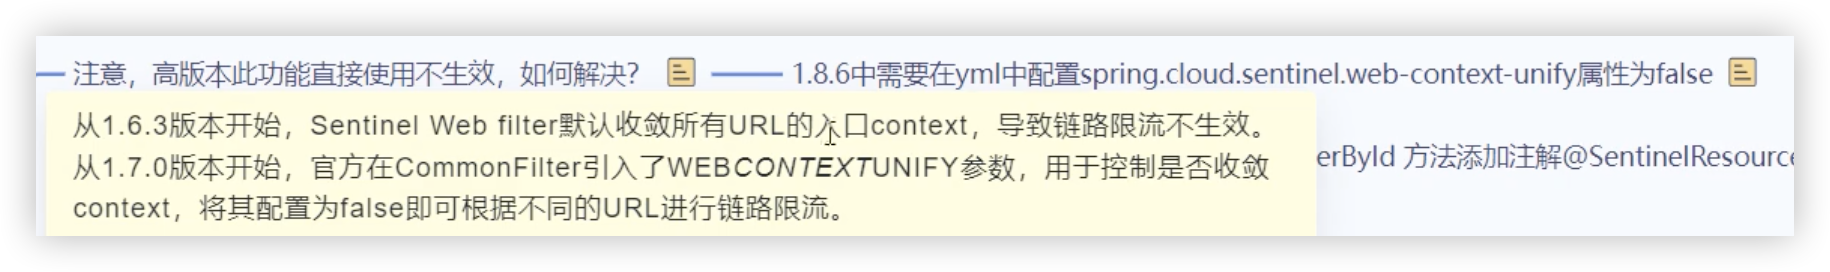 注意，高版本此功能直接使用不生效，如何解决？
1.8.6中需要在yml中配置spring.cloud.sentinel.web-context-unify属性为false
从1.6.3版本开始，Sentinel Web filter默认收敛所有URL的入口context，导致链路限流不生效。
从1.7.0版本开始，官方在CommonFilter引入了WEBCONTEXTUNIFY参数，用于控制是否收敛
context，将其配置为false即可根据不同的URL进行链路限流。
erById 方法添加注解@SentinelResource